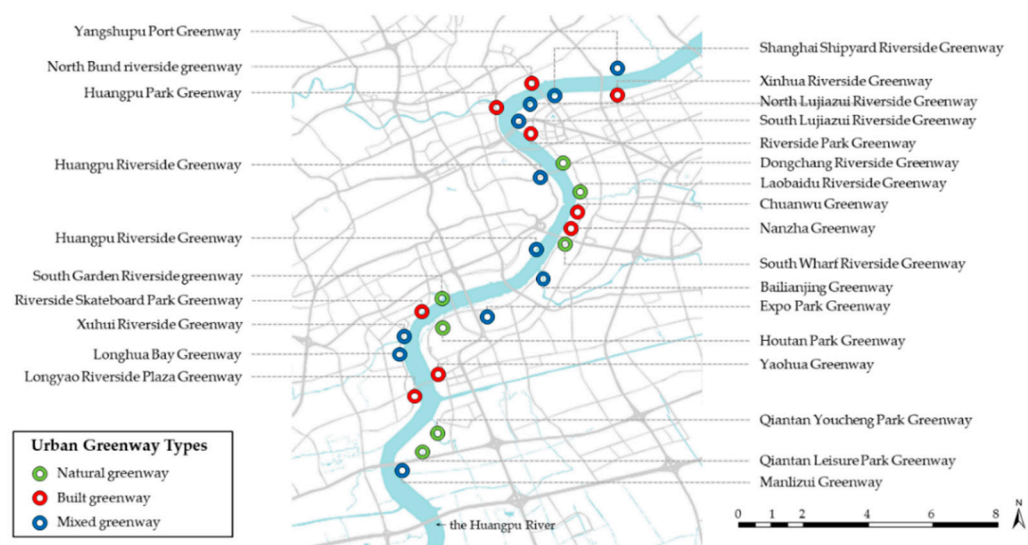 Yangshupu Port Greenway
North Bund riverside greenway
Huangpu Park Greenway
Huangpu Riverside Greenway
Huangpu Riverside Greenway
South Garden Riverside greenway
Riverside Skateboard Park Greenway
Xuhui Riverside Greenway
Longhua Bay Greenway
Longyao Riverside Plaza Greenway
Shanghai Shipyard Riverside Greenway
Xinhua Riverside Greenway
North Lujiazui Riverside Greenway
South Lujiazui Riverside Greenway
Riverside Park Greenway
Dongchang Riverside Greenway
Laobaidu Riverside Greenway
Chuanwu Greenway
Nanzha Greenway
South Wharf Riverside Greenway
Bailianjing Greenway
Expo Park Greenway
Houtan Park Greenway
Yaohua Greenway
Qiantan Youcheng Park Greenway
Qiantan Leisure Park Greenway
Manlizui Greenway
Urban Greenway Types
Natural greenway
Built greenway
Mixed greenway
the Huangpu River
0 1 2 4 6 8
N